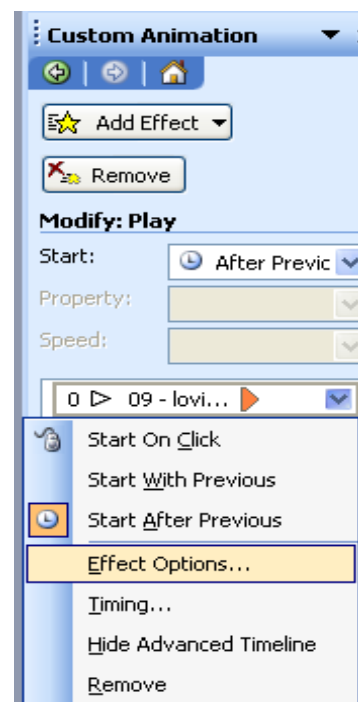 Custom Animation
Add Effect
Remove
Modify: Play
Start: After Previc
Property:
Speed:
0 09 - lovi...
Start On Click
Start With Previous
Start After Previous
Effect Options...
Timing...
Hide Advanced Timeline
Remove